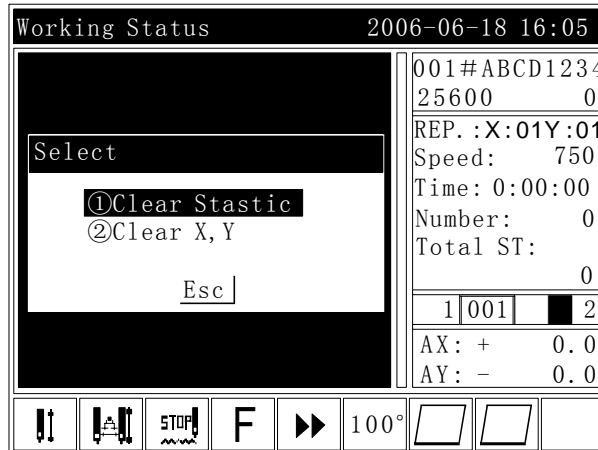 Working Status 2006-06-18 16:05
Select
①Clear Stastic
②Clear X,Y
Esc
001#ABCD1234
25600 0
REP.:X:01Y:01
Speed: 750
Time: 0:00:00
Number: 0
Total ST:
0
1 001 2
AX: + 0.0
AY: - 0.0
STOP F 100°